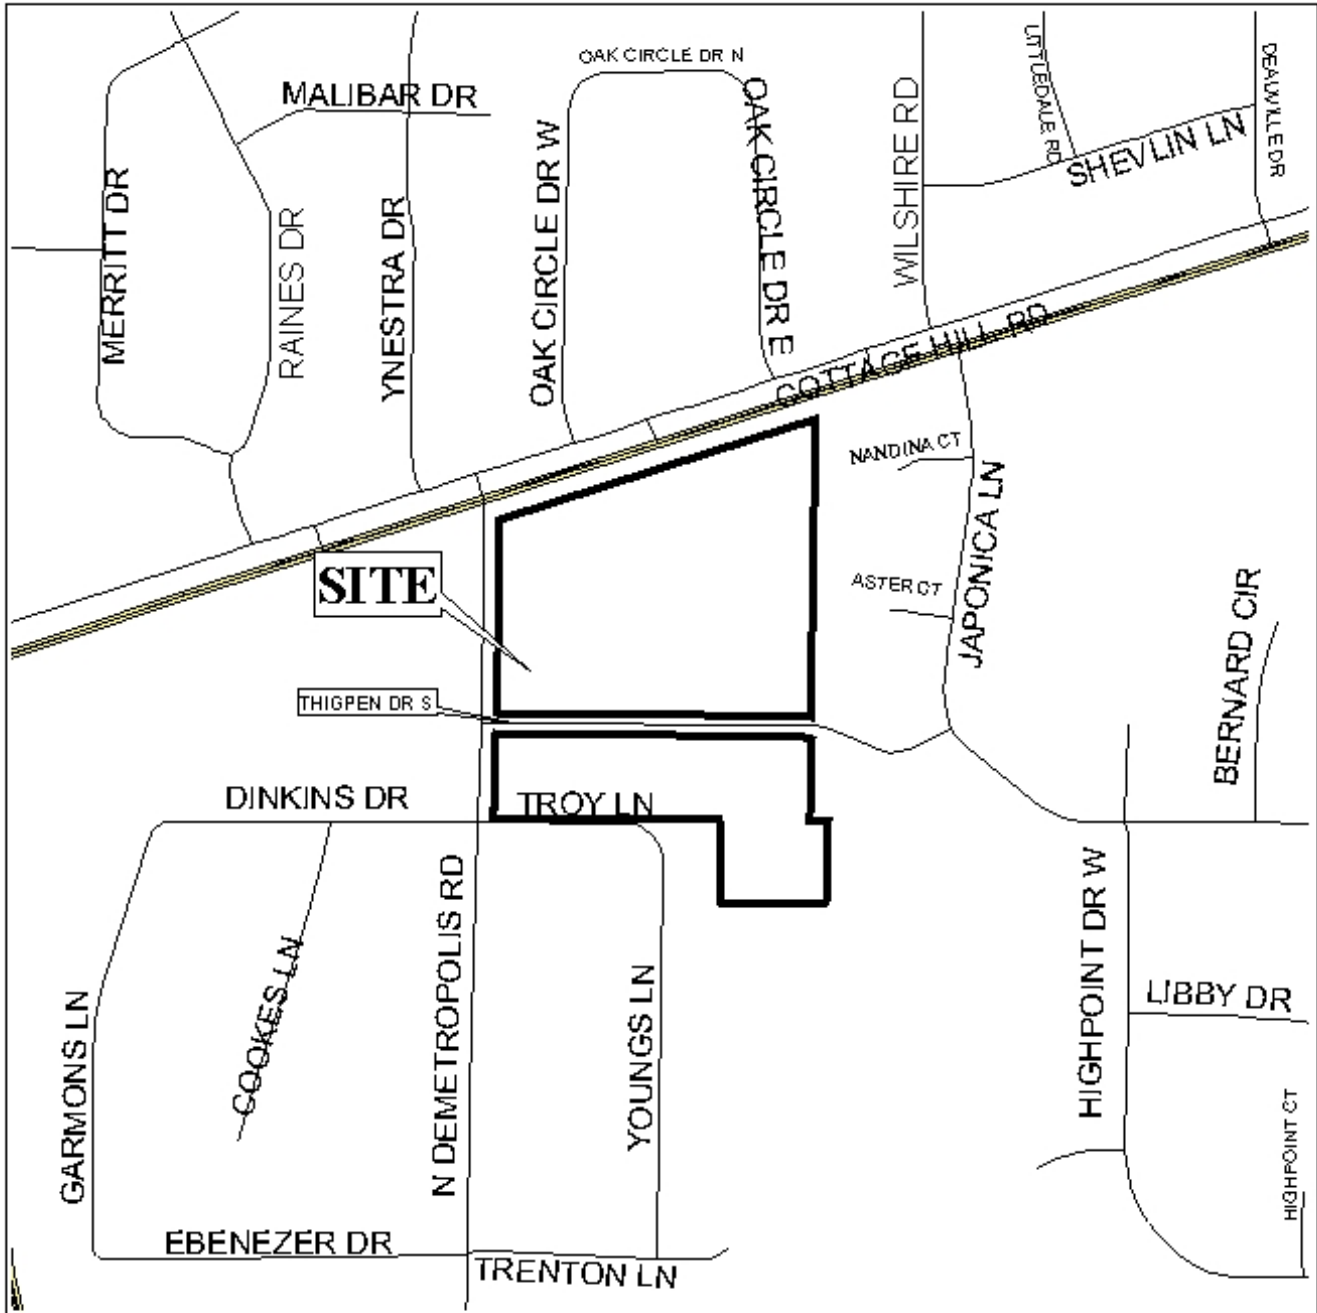 OAK CIRCLE DR N
MALIBAR DR
MERRITT DR
RAINES DR
YNESTRA DR
OAK CIRCLE DR W
OAK CIRCLE DR E
WILSHIRE RD
LITTLEDALE RD
SHEVLIN LN
DEAUVILLE DR
COTTAGE HILL RD
NANDINA CT
JAPONICA LN
ASTER CT
SITE
BERNARD CIR
THIGPEN DR S
DINKINS DR
TROY LN
N DEMETROPOLIS RD
HIGHPOINT DR W
COOKES LN
YOUNGS LN
LIBBY DR
GARMONS LN
HIGHPOINT CT
EBENEZER DR
TRENTON LN